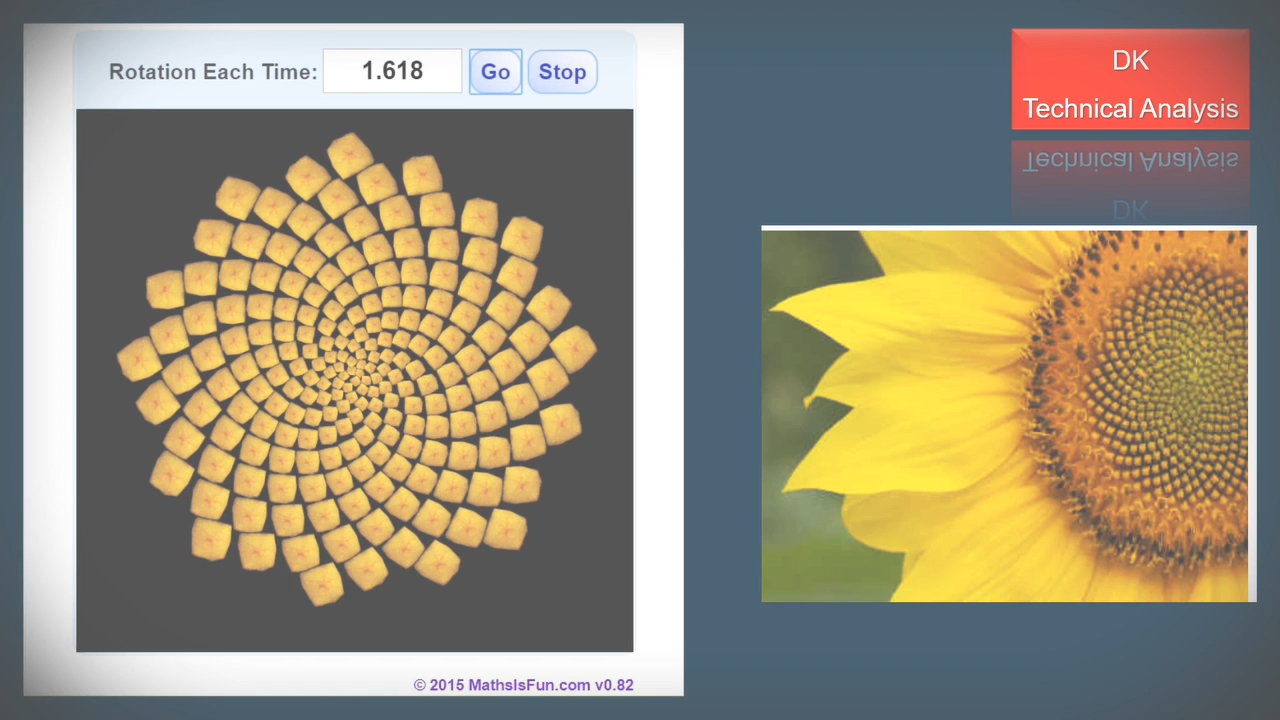 Rotation Each Time: 1.618 Go Stop
© 2015 MathsIsFun.com v0.82
DK
Technical Analysis